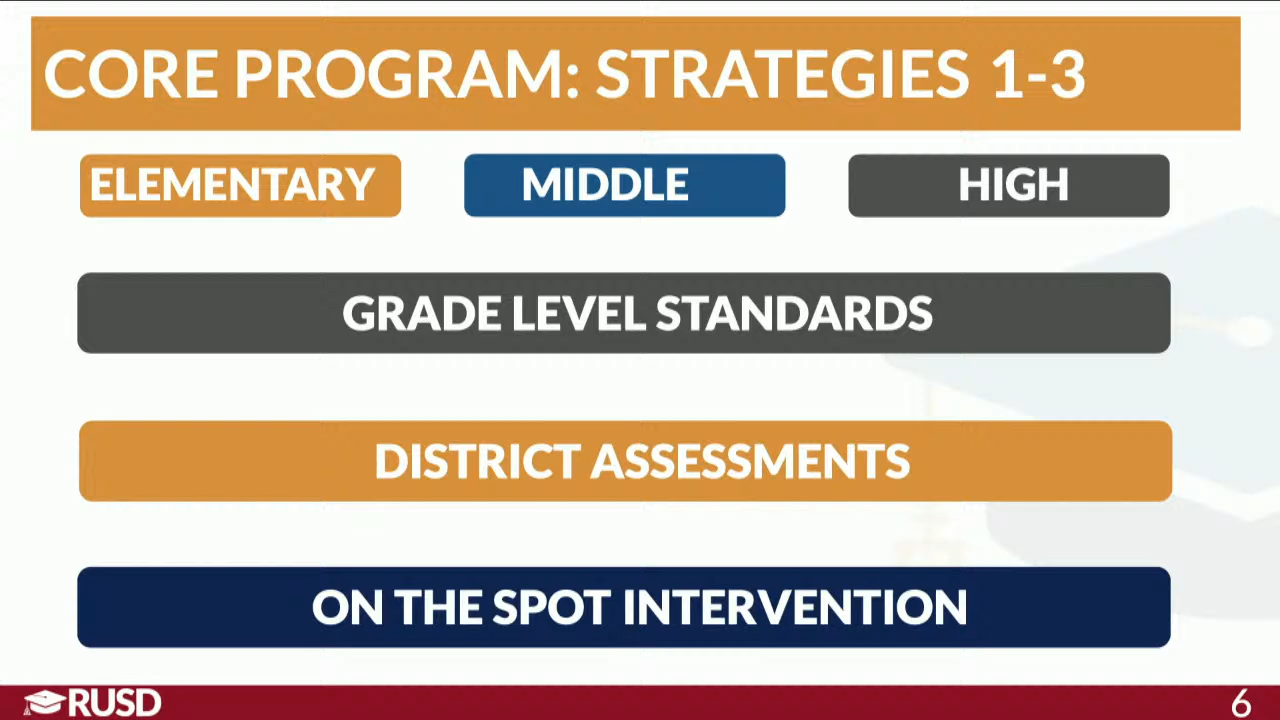 CORE PROGRAM: STRATEGIES 1-3
ELEMENTARY
MIDDLE
HIGH
GRADE LEVEL STANDARDS
DISTRICT ASSESSMENTS
ON THE SPOT INTERVENTION
RUSD
6